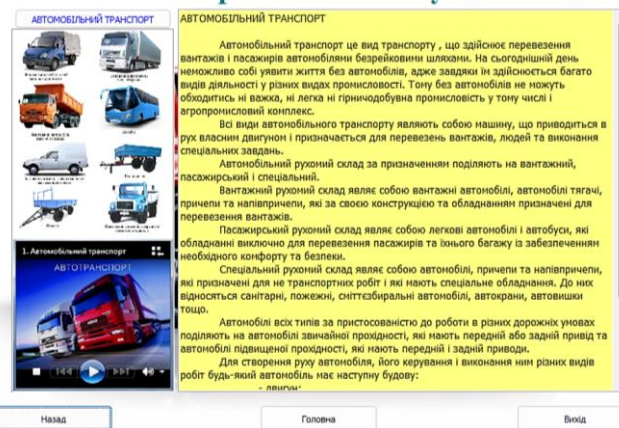 АВТОМОБІЛЬНИЙ ТРАНСПОРТ
1. Автомобільний транспорт
АВТОТРАНСПОРТ
АВТОМОБІЛЬНИЙ ТРАНСПОРТ
Автомобільний транспорт це вид транспорту , що здійснює перевезення
вантажів і пасажирів автомобілями безрейковими шляхами. На сьогоднішній день
неможливо собі уявити життя без автомобілів, адже завдяки їм здійснюється багато
видів діяльності у різних видах промисловості. Тому без автомобілів не можуть
обходитись ні важка, ні легка ні гірничодобувна промисловість у тому числі і
агропромисловий комплекс.
Всі види автомобільного транспорту являють собою машину, що приводиться в
рух власним двигуном і призначається для перевезень вантажів, людей та виконання
спеціальних завдань.
Автомобільний рухомий склад за призначенням поділяють на вантажний,
пасажирський і спеціальний.
Вантажний рухомий склад являє собою вантажні автомобілі, автомобілі тягачі,
причепи та напівпричепи, які за своєю конструкцією та обладнанням призначені для
перевезення вантажів.
Пасажирський рухомий склад являє собою легкові автомобілі і автобуси, які
обладнанні виключно для перевезення пасажирів та їхнього багажу із забезпеченням
необхідного комфорту та безпеки.
Спеціальний рухомий склад являє собою автомобілі, причепи та напівпричепи,
які призначені для не транспортних робіт і які мають спеціальне обладнання. До них
відносяться санітарні, пожежні, сміттєзбиральні автомобілі, автокрани, автовишки
тощо.
Автомобілі всіх типів за пристосованістю до роботи в різних дорожніх умовах
поділяють на автомобілі звичайної прохідності, які мають передній або задній привід та
автомобілі підвищеної прохідності, які мають передній і задній приводи.
Для створення руху автомобіля, його керування і виконання ним різних видів
робіт будь-який автомобіль має наступну будову:
- двигун;
Назад
Головна
Вихід